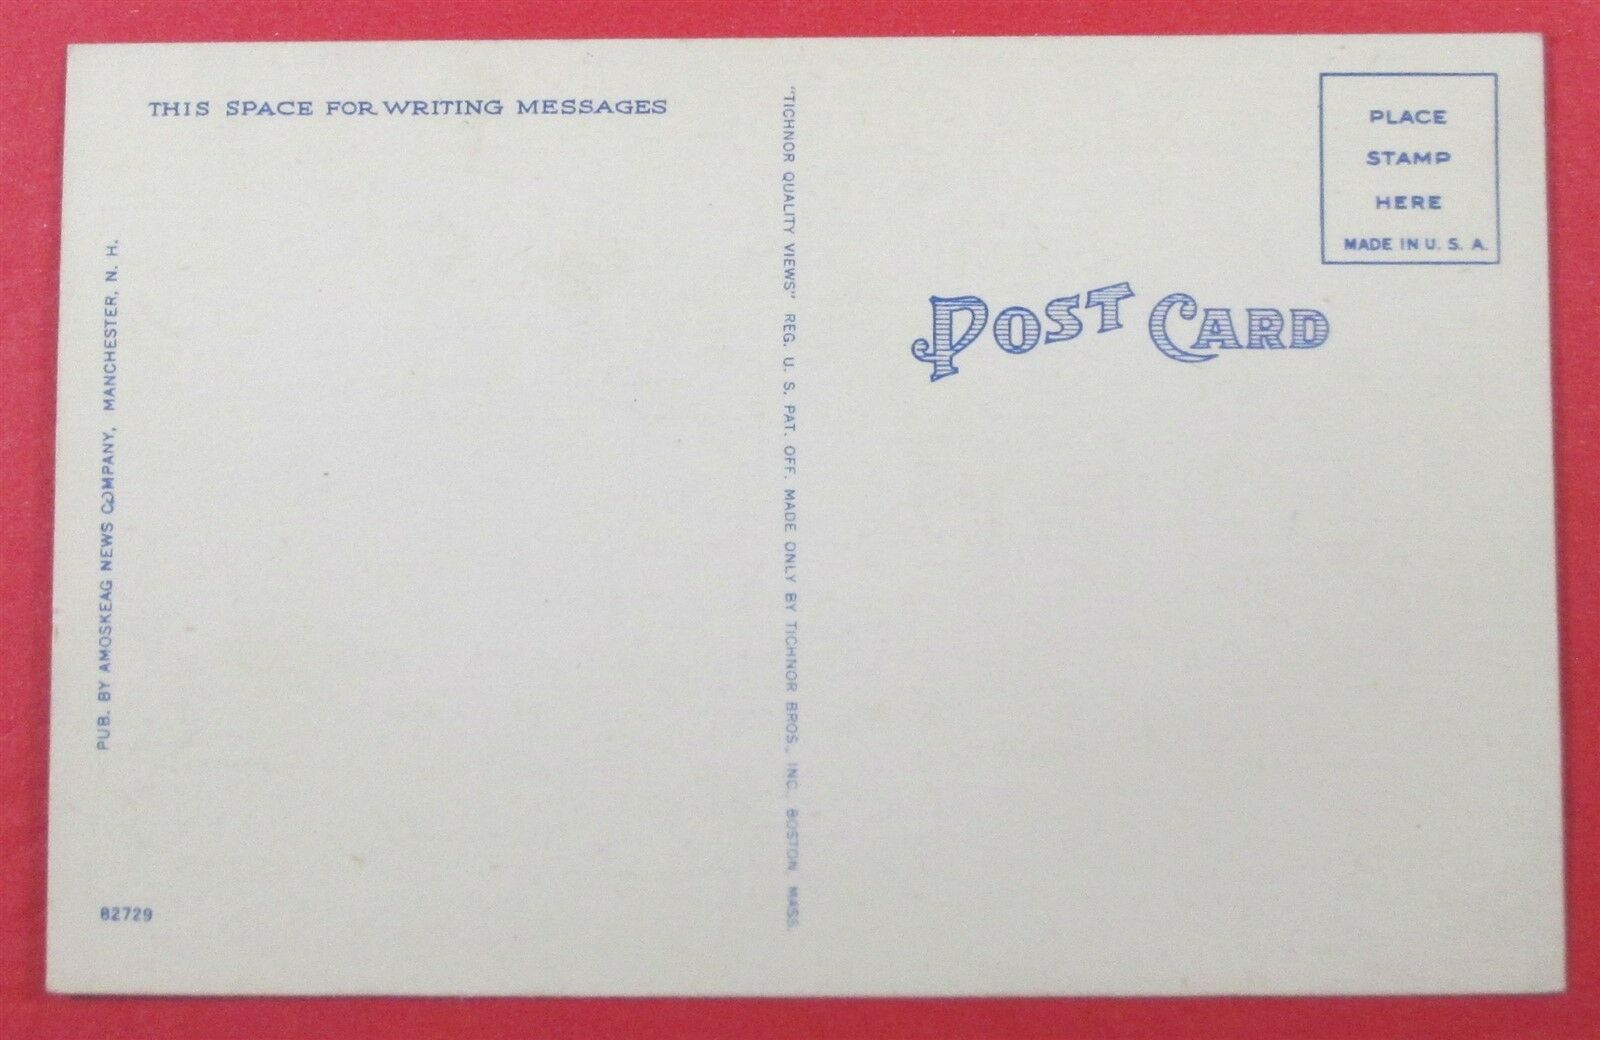 THIS SPACE FOR WRITING MESSAGES
PUB. BY AMOSKEAG NEWS COMPANY, MANCHESTER, N. H.
82729
"TICHNOR QUALITY VIEWS" REG. U. S. PAT. OFF. MADE ONLY BY TICHNOR BROS., INC., BOSTON MASS.
PLACE
STAMP
HERE
MADE IN U. S. A.
POST CARD